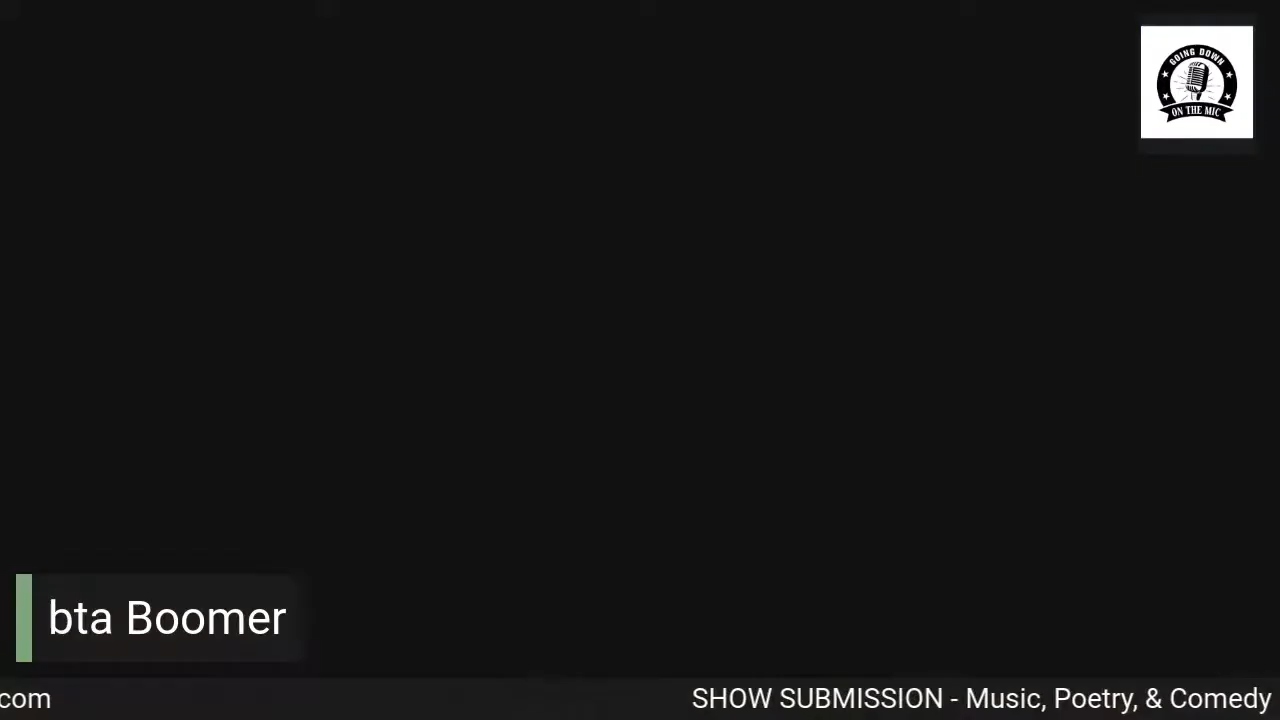 GOING DOWN
ON THE MIC
bta Boomer
com
SHOW SUBMISSION - Music, Poetry, & Comedy